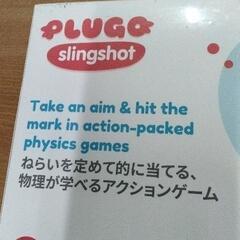 PLUGO
slingshot
Take an aim & hit the
mark in action-packed
physics games
ねらいを定めて的に当てる、
物理が学べるアクションゲーム